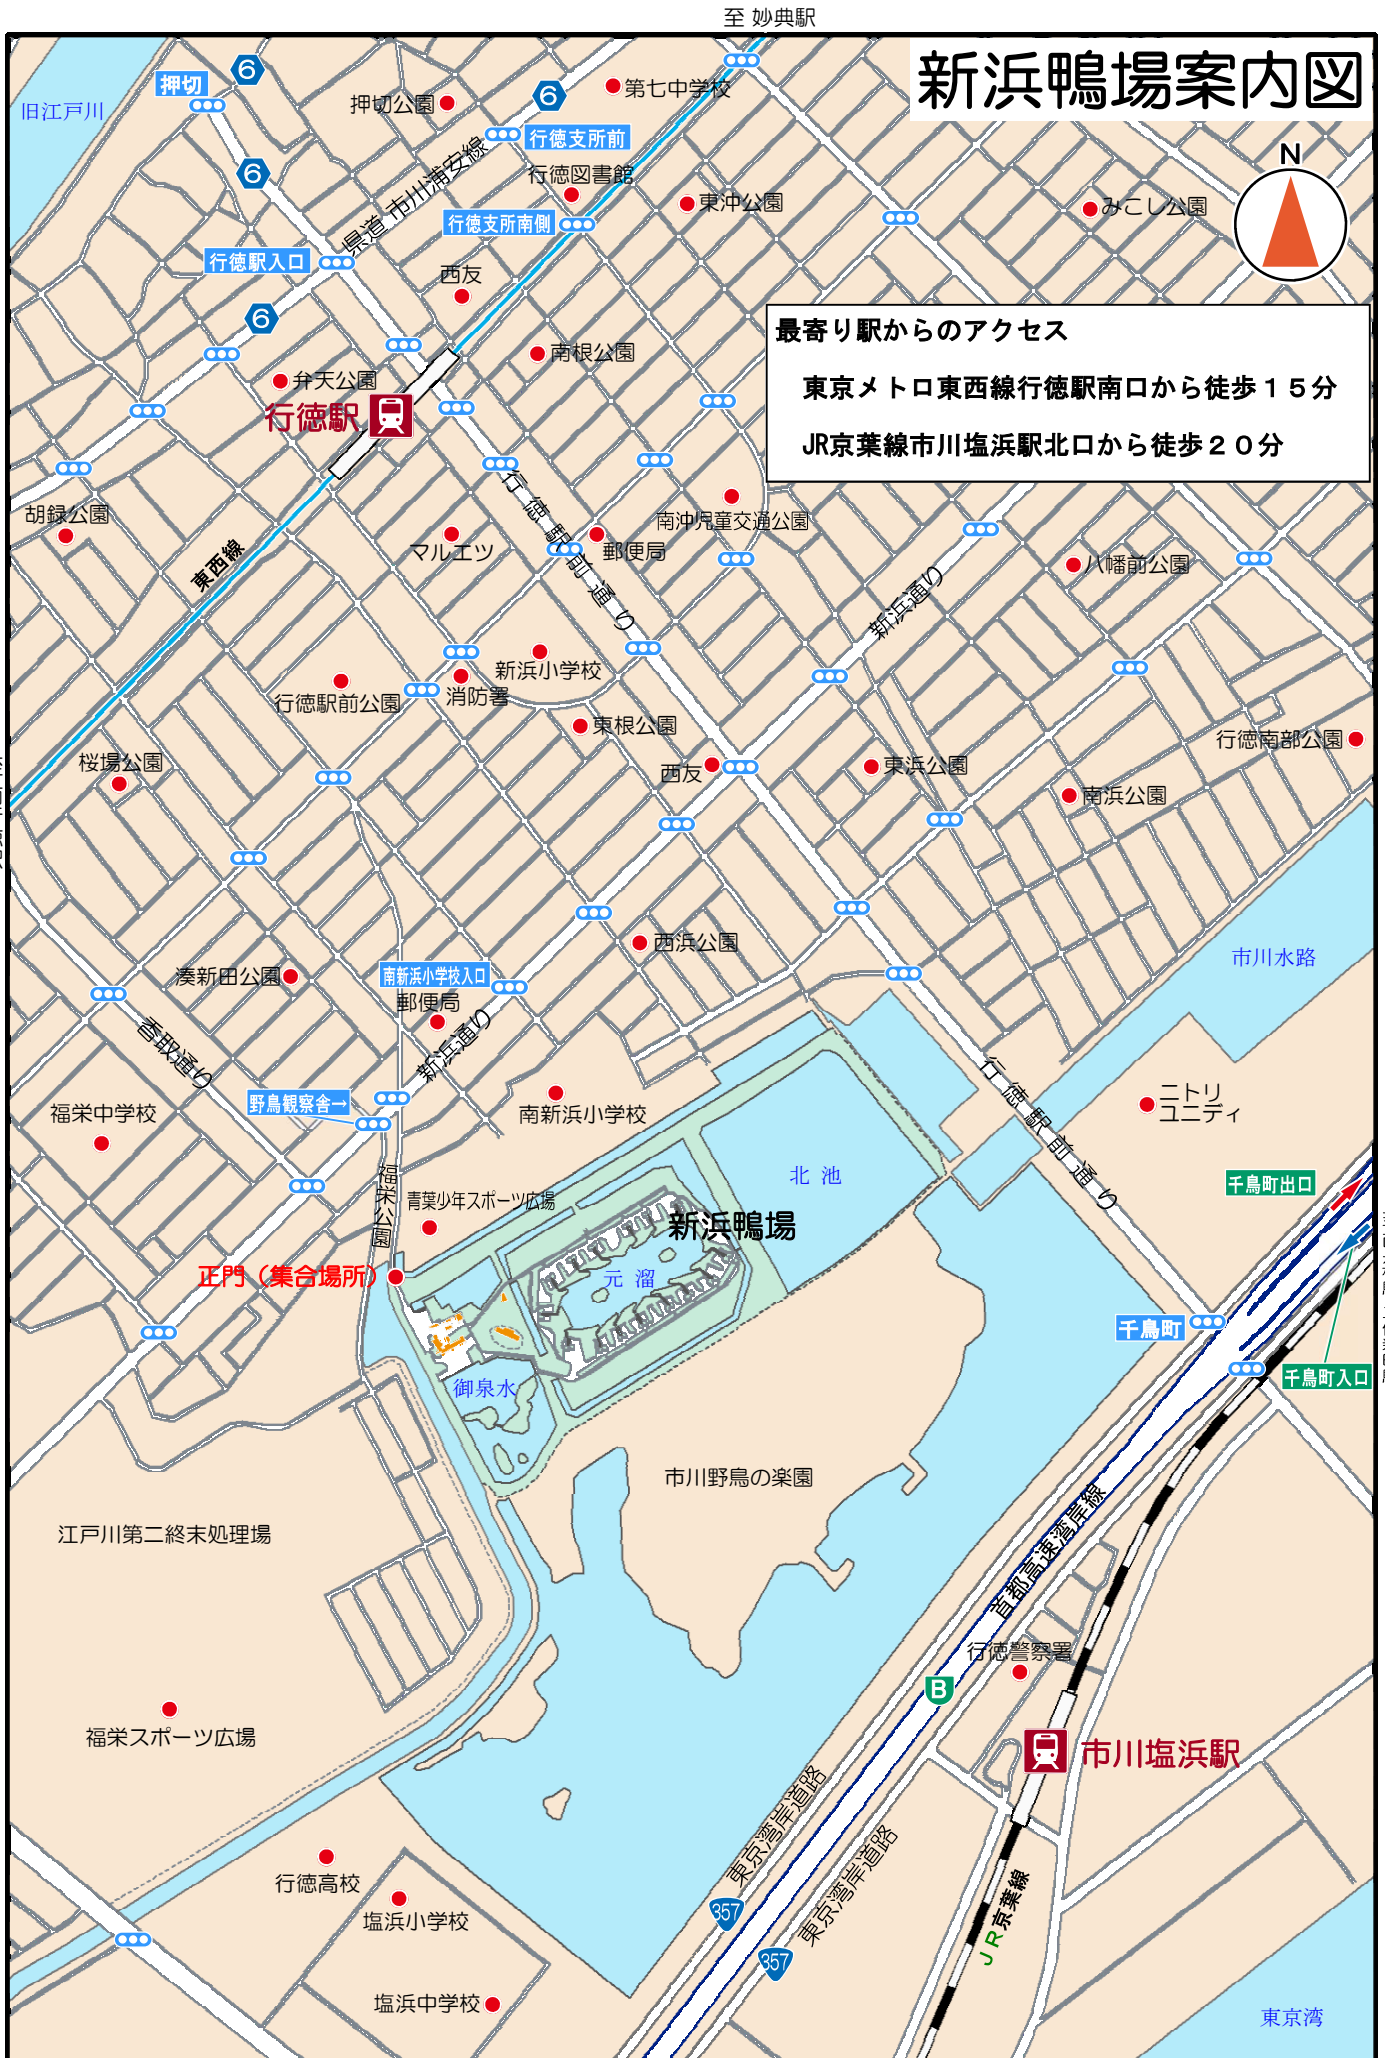 至 妙典駅
新浜鴨場案内図
N
旧江戸川
押切
6
押切公園
6
第七中学校
行徳支所前
6
県道 市川浦安線
行徳図書館
東沖公園
みこし公園
行徳支所南側
行徳駅入口
西友
6
最寄り駅からのアクセス
東京メトロ東西線行徳駅南口から徒歩15分
JR京葉線市川塩浜駅北口から徒歩20分
南根公園
弁天公園
行徳駅
行徳駅前通り
胡録公園
東西線
マルエツ
郵便局
南沖児童交通公園
八幡前公園
新浜通り
新浜小学校
消防署
行徳駅前公園
東根公園
桜場公園
西友
東浜公園
行徳南部公園
南浜公園
西浜公園
市川水路
湊新田公園
南新浜小学校入口
郵便局
新浜通り
香取通り
野鳥観察舎→
福栄中学校
南新浜小学校
行徳駅前通り
ニトリ
ユニディ
北池
千鳥町出口
福栄公園
青葉少年スポーツ広場
新浜鴨場
正門（集合場所）
元溜
千鳥町
千鳥町入口
御泉水
市川野鳥の楽園
江戸川第二終末処理場
首都高速湾岸線
行徳警察署
B
福栄スポーツ広場
市川塩浜駅
東京湾岸道路
東京湾岸道路
行徳高校
塩浜小学校
357
357
JR京葉線
塩浜中学校
東京湾